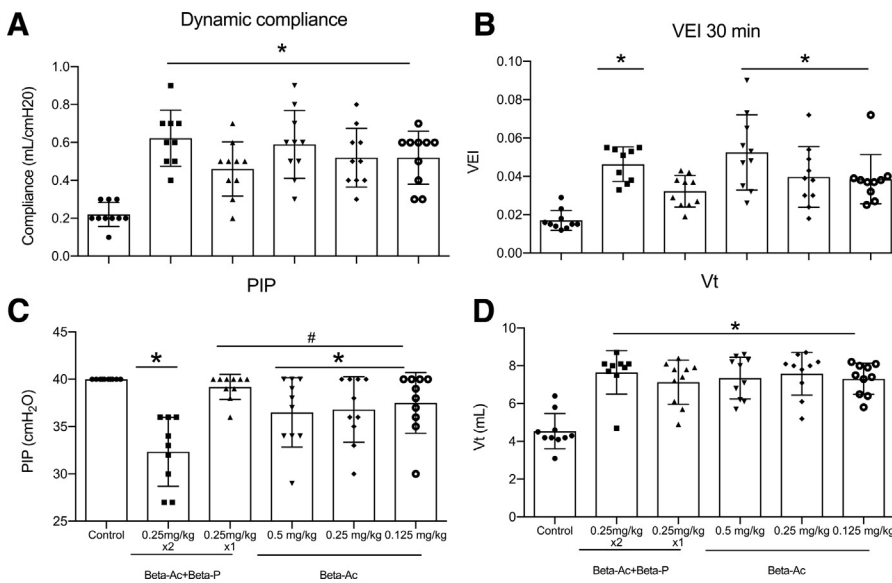 A
Dynamic compliance
*
Compliance (mL/cmH20)
1.0
0.8
0.6
0.4
0.2
0.0
B
VEI 30 min
*
*
VEI
0.10
0.08
0.06
0.04
0.02
0.00
C
PIP
#
*
*
PIP (cmH₂O)
45
40
35
30
25
Control
0.25mg/kg x2
0.25mg/kg x1
0.5 mg/kg
0.25 mg/kg
0.125 mg/kg
Beta-Ac+Beta-P
Beta-Ac
D
Vt
*
Vt (mL)
10
8
6
4
2
0
Control
0.25mg/kg x2
0.25mg/kg x1
0.5 mg/kg
0.25 mg/kg
0.125 mg/kg
Beta-Ac+Beta-P
Beta-Ac